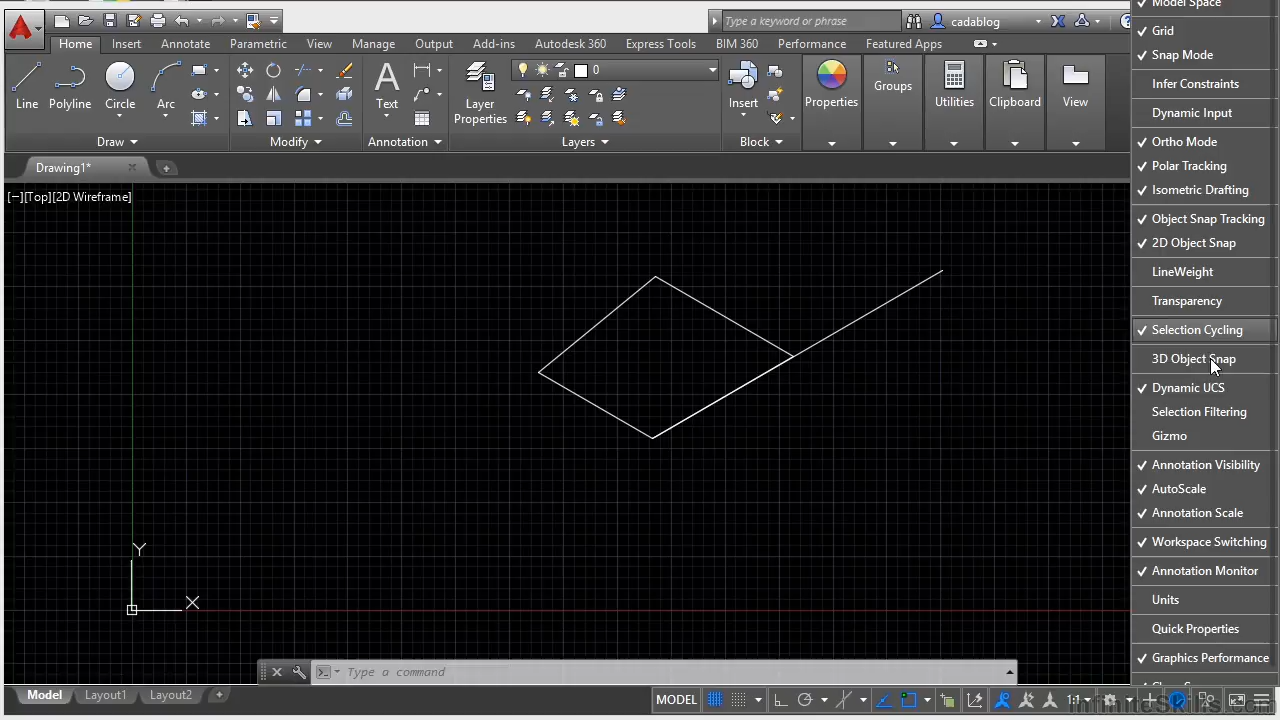 Type a keyword or phrase
cadablog
Home
Insert
Annotate
Parametric
View
Manage
Output
Add-ins
Autodesk 360
Express Tools
BIM 360
Performance
Featured Apps
Line
Polyline
Circle
Arc
Text
Layer
Properties
0
Insert
Properties
Groups
Utilities
Clipboard
View
Draw
Modify
Annotation
Layers
Block
Drawing1*
[−][Top][2D Wireframe]
Y
X
Type a command
Model
Layout1
Layout2
MODEL
1:1
Model Space
Grid
Snap Mode
Infer Constraints
Dynamic Input
Ortho Mode
Polar Tracking
Isometric Drafting
Object Snap Tracking
2D Object Snap
LineWeight
Transparency
Selection Cycling
3D Object Snap
Dynamic UCS
Selection Filtering
Gizmo
Annotation Visibility
AutoScale
Annotation Scale
Workspace Switching
Annotation Monitor
Units
Quick Properties
Graphics Performance
InfiniteSkills.com